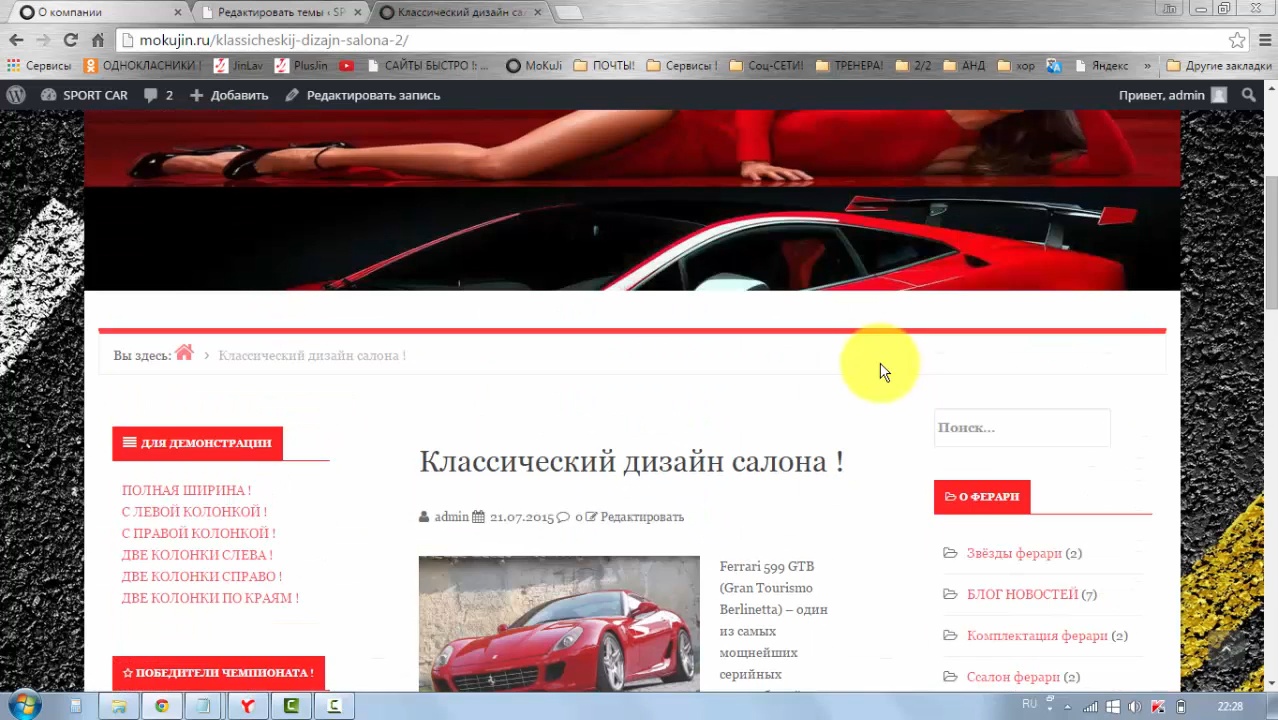 О компании
Редактировать темы ‹ SP
Классический дизайн са
Jin
mokujin.ru/klassicheskij-dizajn-salona-2/
Сервисы
ОДНОКЛАСНИКИ !
JinLav
PlusJin
САЙТЫ БЫСТРО !: ...
MoKuJi
ПОЧТЫ!
Сервисы !
Соц-СЕТИ!
ТРЕНЕРА!
2/2
АНД
хор
Яндекс
»
Другие закладки
SPORT CAR
2
Добавить
Редактировать запись
Привет, admin
Вы здесь: › Классический дизайн салона !
ДЛЯ ДЕМОНСТРАЦИИ
ПОЛНАЯ ШИРИНА !
С ЛЕВОЙ КОЛОНКОЙ !
С ПРАВОЙ КОЛОНКОЙ !
ДВЕ КОЛОНКИ СЛЕВА !
ДВЕ КОЛОНКИ СПРАВО !
ДВЕ КОЛОНКИ ПО КРАЯМ !
ПОБЕДИТЕЛИ ЧЕМПИОНАТА !
Классический дизайн салона !
admin 21.07.2015 0 Редактировать
Ferrari 599 GTB
(Gran Tourismo
Berlinetta) – один
из самых
мощнейших
серийных
Поиск...
О ФЕРАРИ
Звёзды ферари (2)
БЛОГ НОВОСТЕЙ (7)
Комплектация ферари (2)
Ссалон ферари (2)
RU
22:28